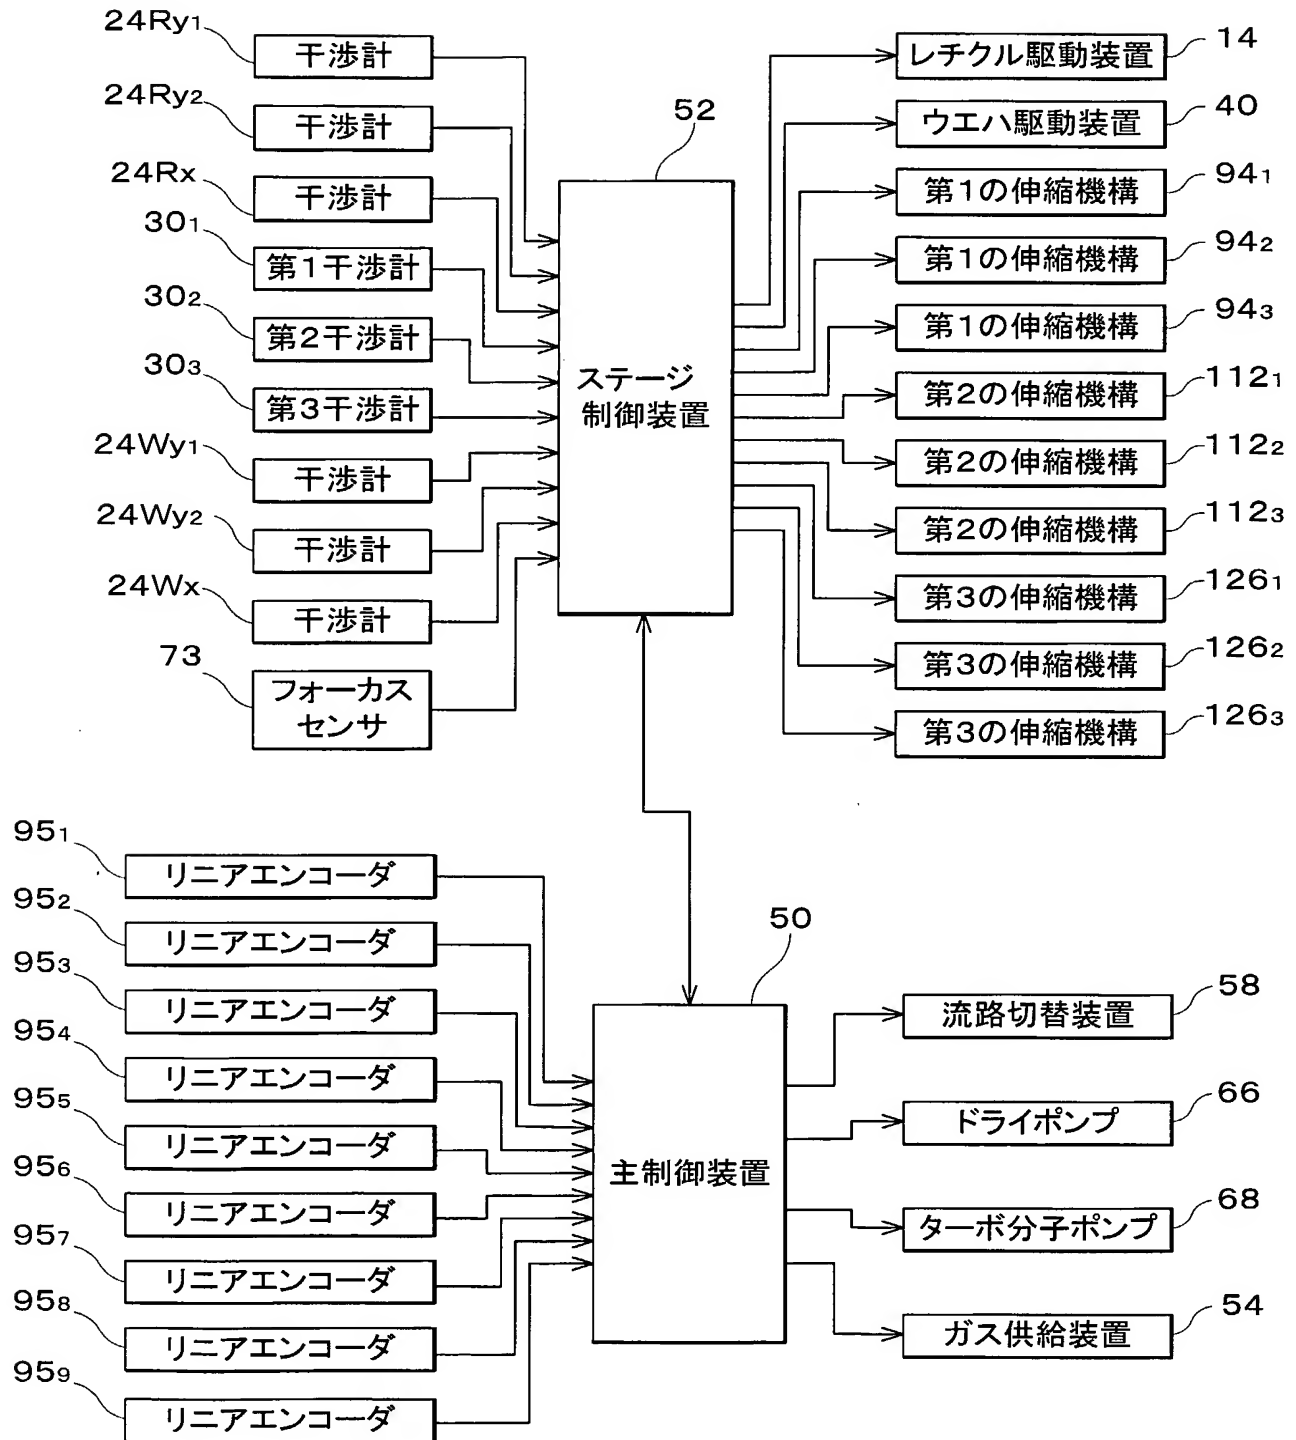 24Ry₁
干渉計
24Ry₂
干渉計
24Rx
干渉計
30₁
第1干渉計
30₂
第2干渉計
30₃
第3干渉計
24Wy₁
干渉計
24Wy₂
干渉計
24Wx
干渉計
73
フォーカス
センサ
52
ステージ
制御装置
レチクル駆動装置
14
ウエハ駆動装置
40
第1の伸縮機構
94₁
第1の伸縮機構
94₂
第1の伸縮機構
94₃
第2の伸縮機構
112₁
第2の伸縮機構
112₂
第2の伸縮機構
112₃
第3の伸縮機構
126₁
第3の伸縮機構
126₂
第3の伸縮機構
126₃
95₁
リニアエンコーダ
95₂
リニアエンコーダ
95₃
リニアエンコーダ
95₄
リニアエンコーダ
95₅
リニアエンコーダ
95₆
リニアエンコーダ
95₇
リニアエンコーダ
95₈
リニアエンコーダ
95₉
リニアエンコーダ
50
主制御装置
流路切替装置
58
ドライポンプ
66
ターボ分子ポンプ
68
ガス供給装置
54